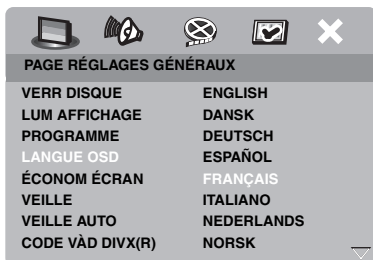 PAGE RÉGLAGES GÉNÉRAUX
VERR DISQUE ENGLISH
LUM AFFICHAGE DANSK
PROGRAMME DEUTSCH
LANGUE OSD ESPAÑOL
ÉCONOM ÉCRAN FRANÇAIS
VEILLE ITALIANO
VEILLE AUTO NEDERLANDS
CODE VÀD DIVX(R) NORSK